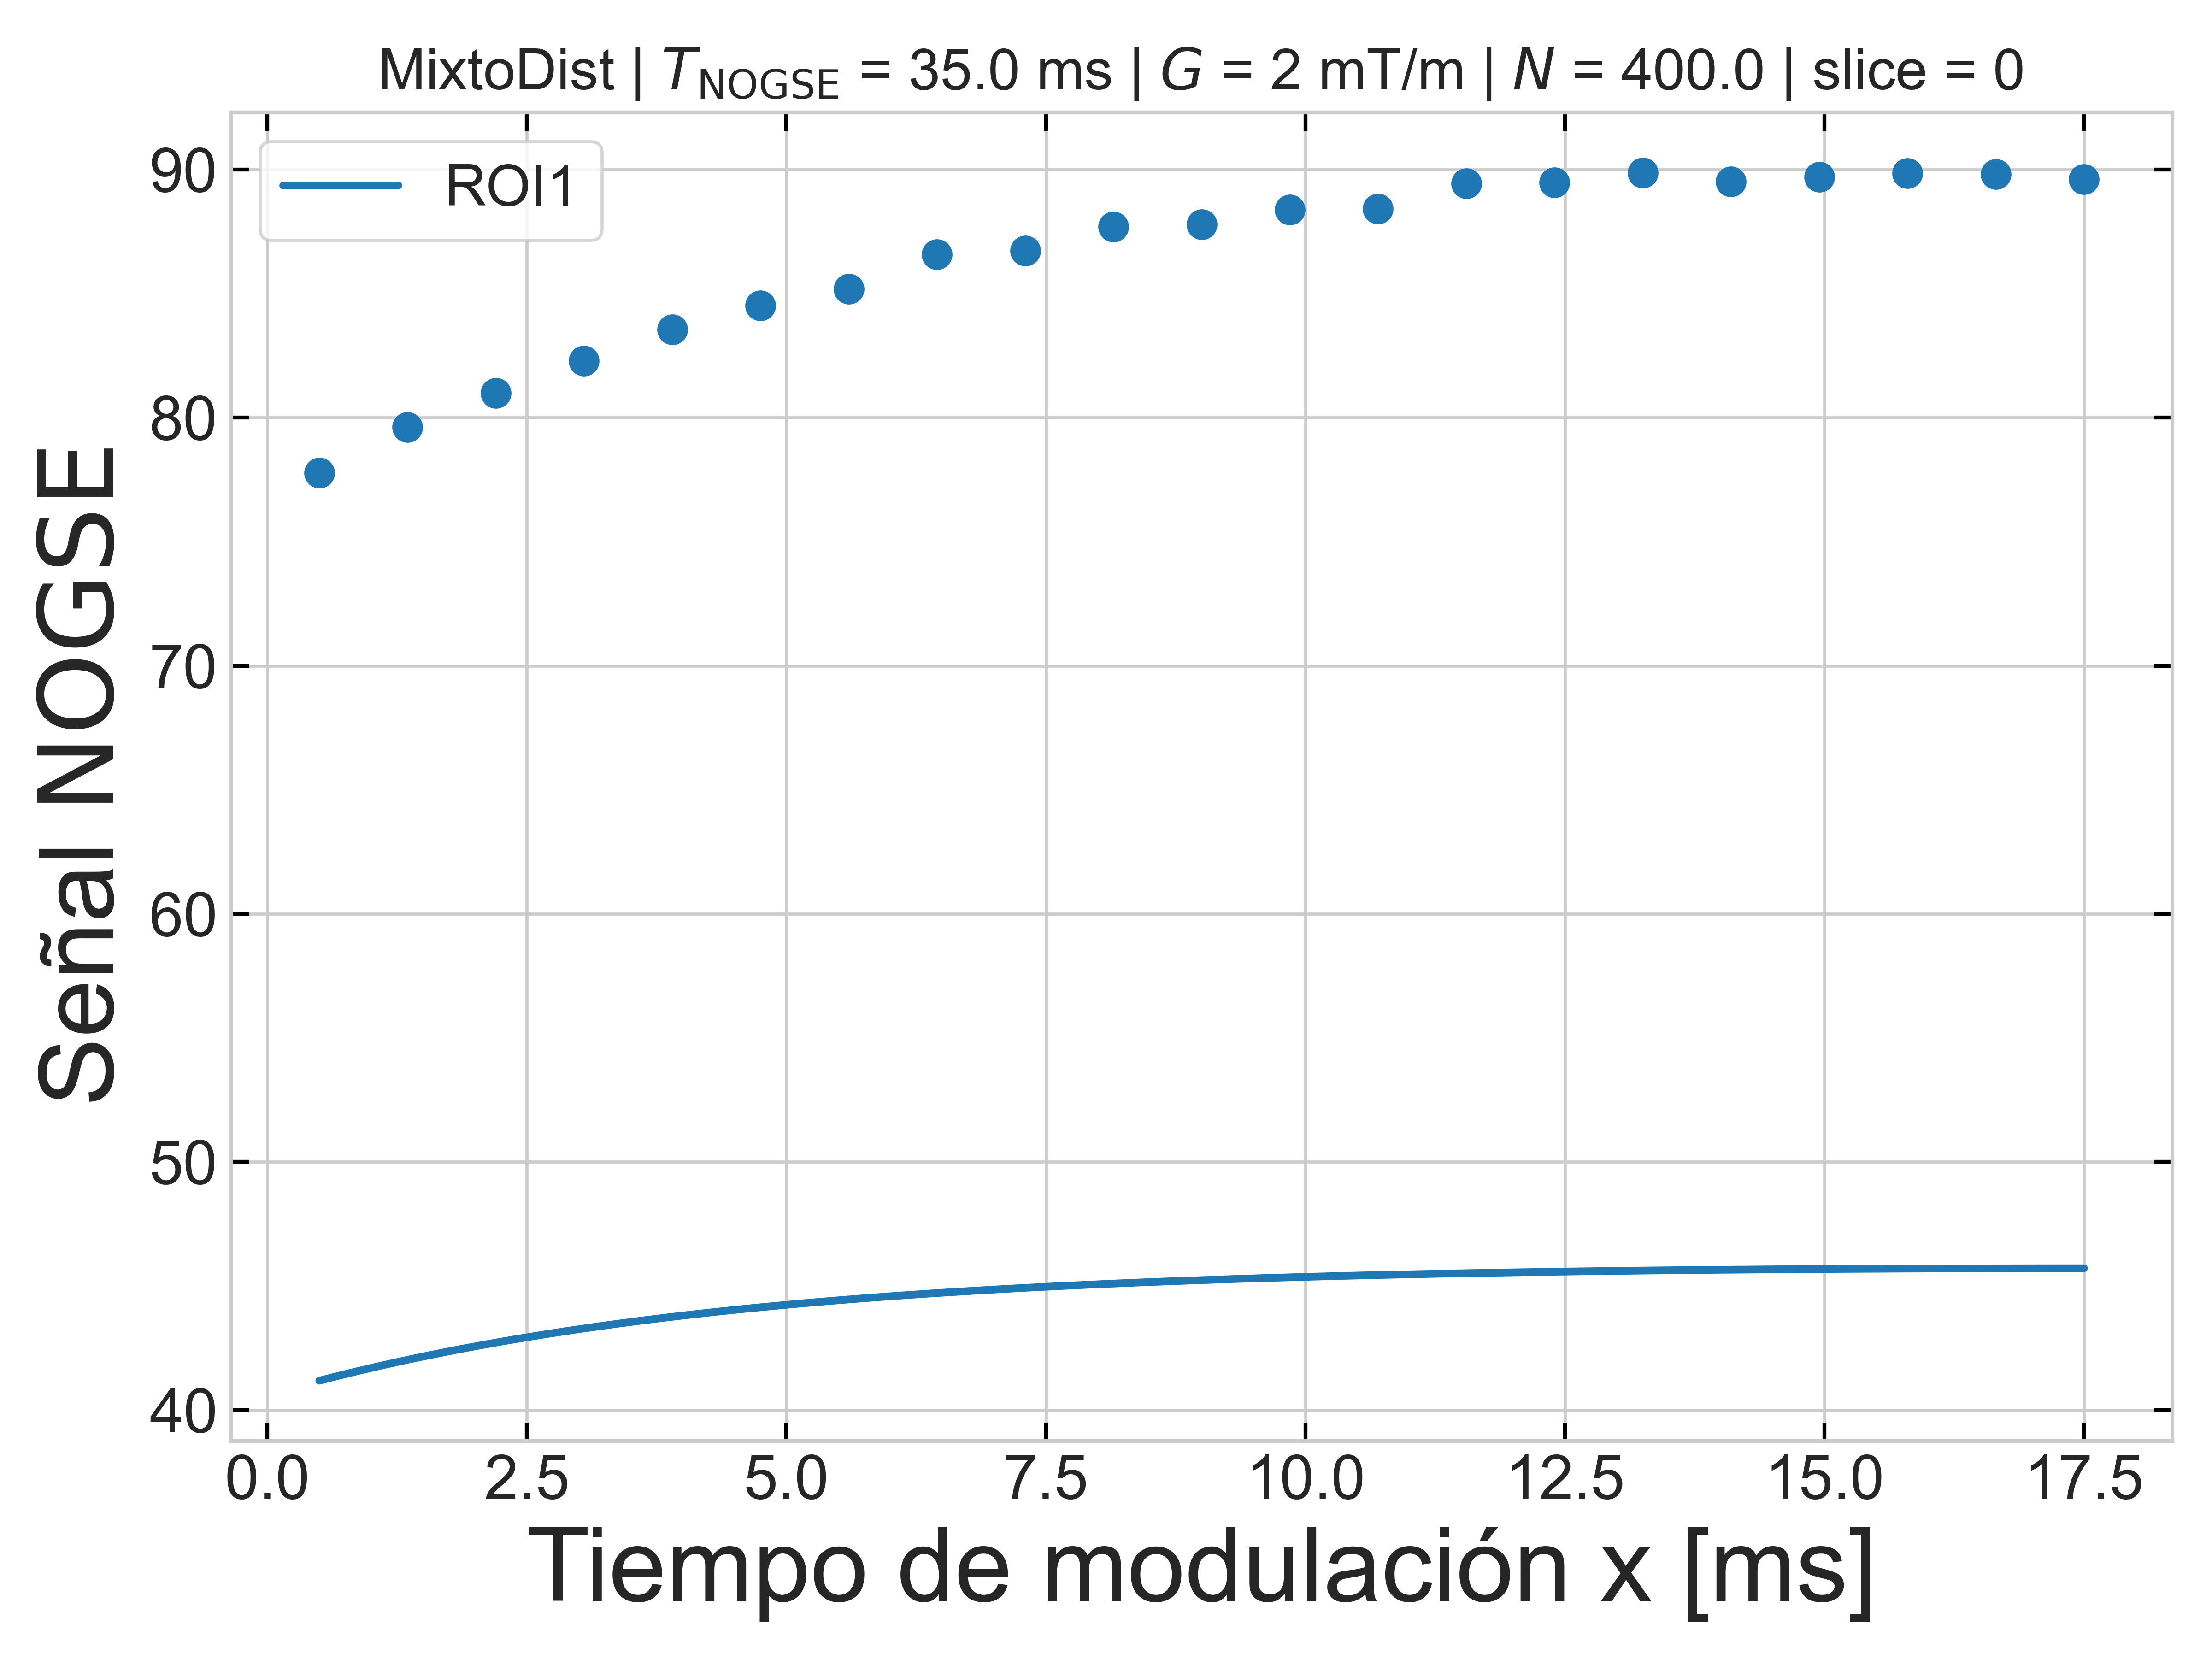 MixtoDist | T_NOGSE = 35.0 ms | G = 2 mT/m | N = 400.0 | slice = 0
ROI1
90
80
70
60
50
40
Señal NOGSE
0.0 2.5 5.0 7.5 10.0 12.5 15.0 17.5
Tiempo de modulación x [ms]